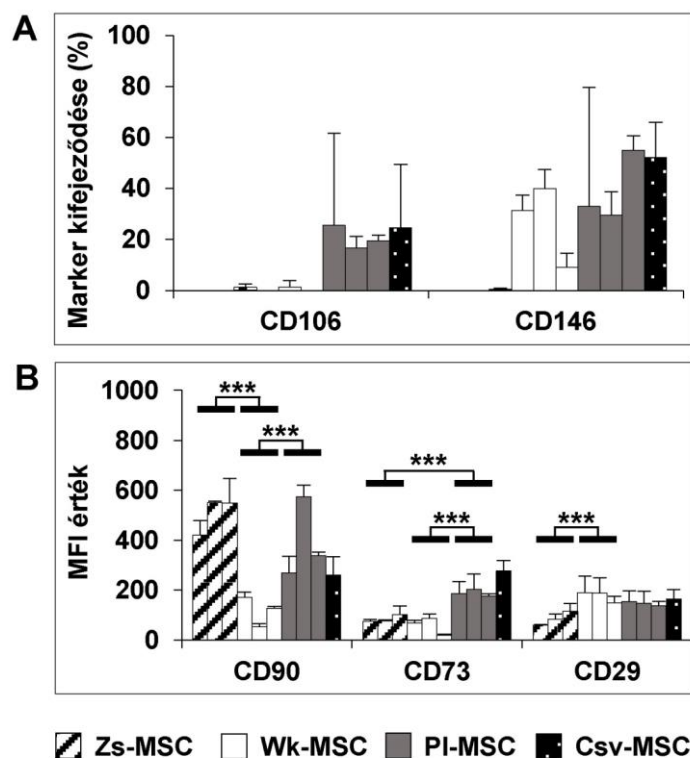 A
Marker kifejeződése (%)
100
80
60
40
20
0
CD106 CD146
B
MFI érték
1000
800
600
400
200
0
*** *** *** *** ***
CD90 CD73 CD29
Zs-MSC Wk-MSC Pl-MSC Csv-MSC